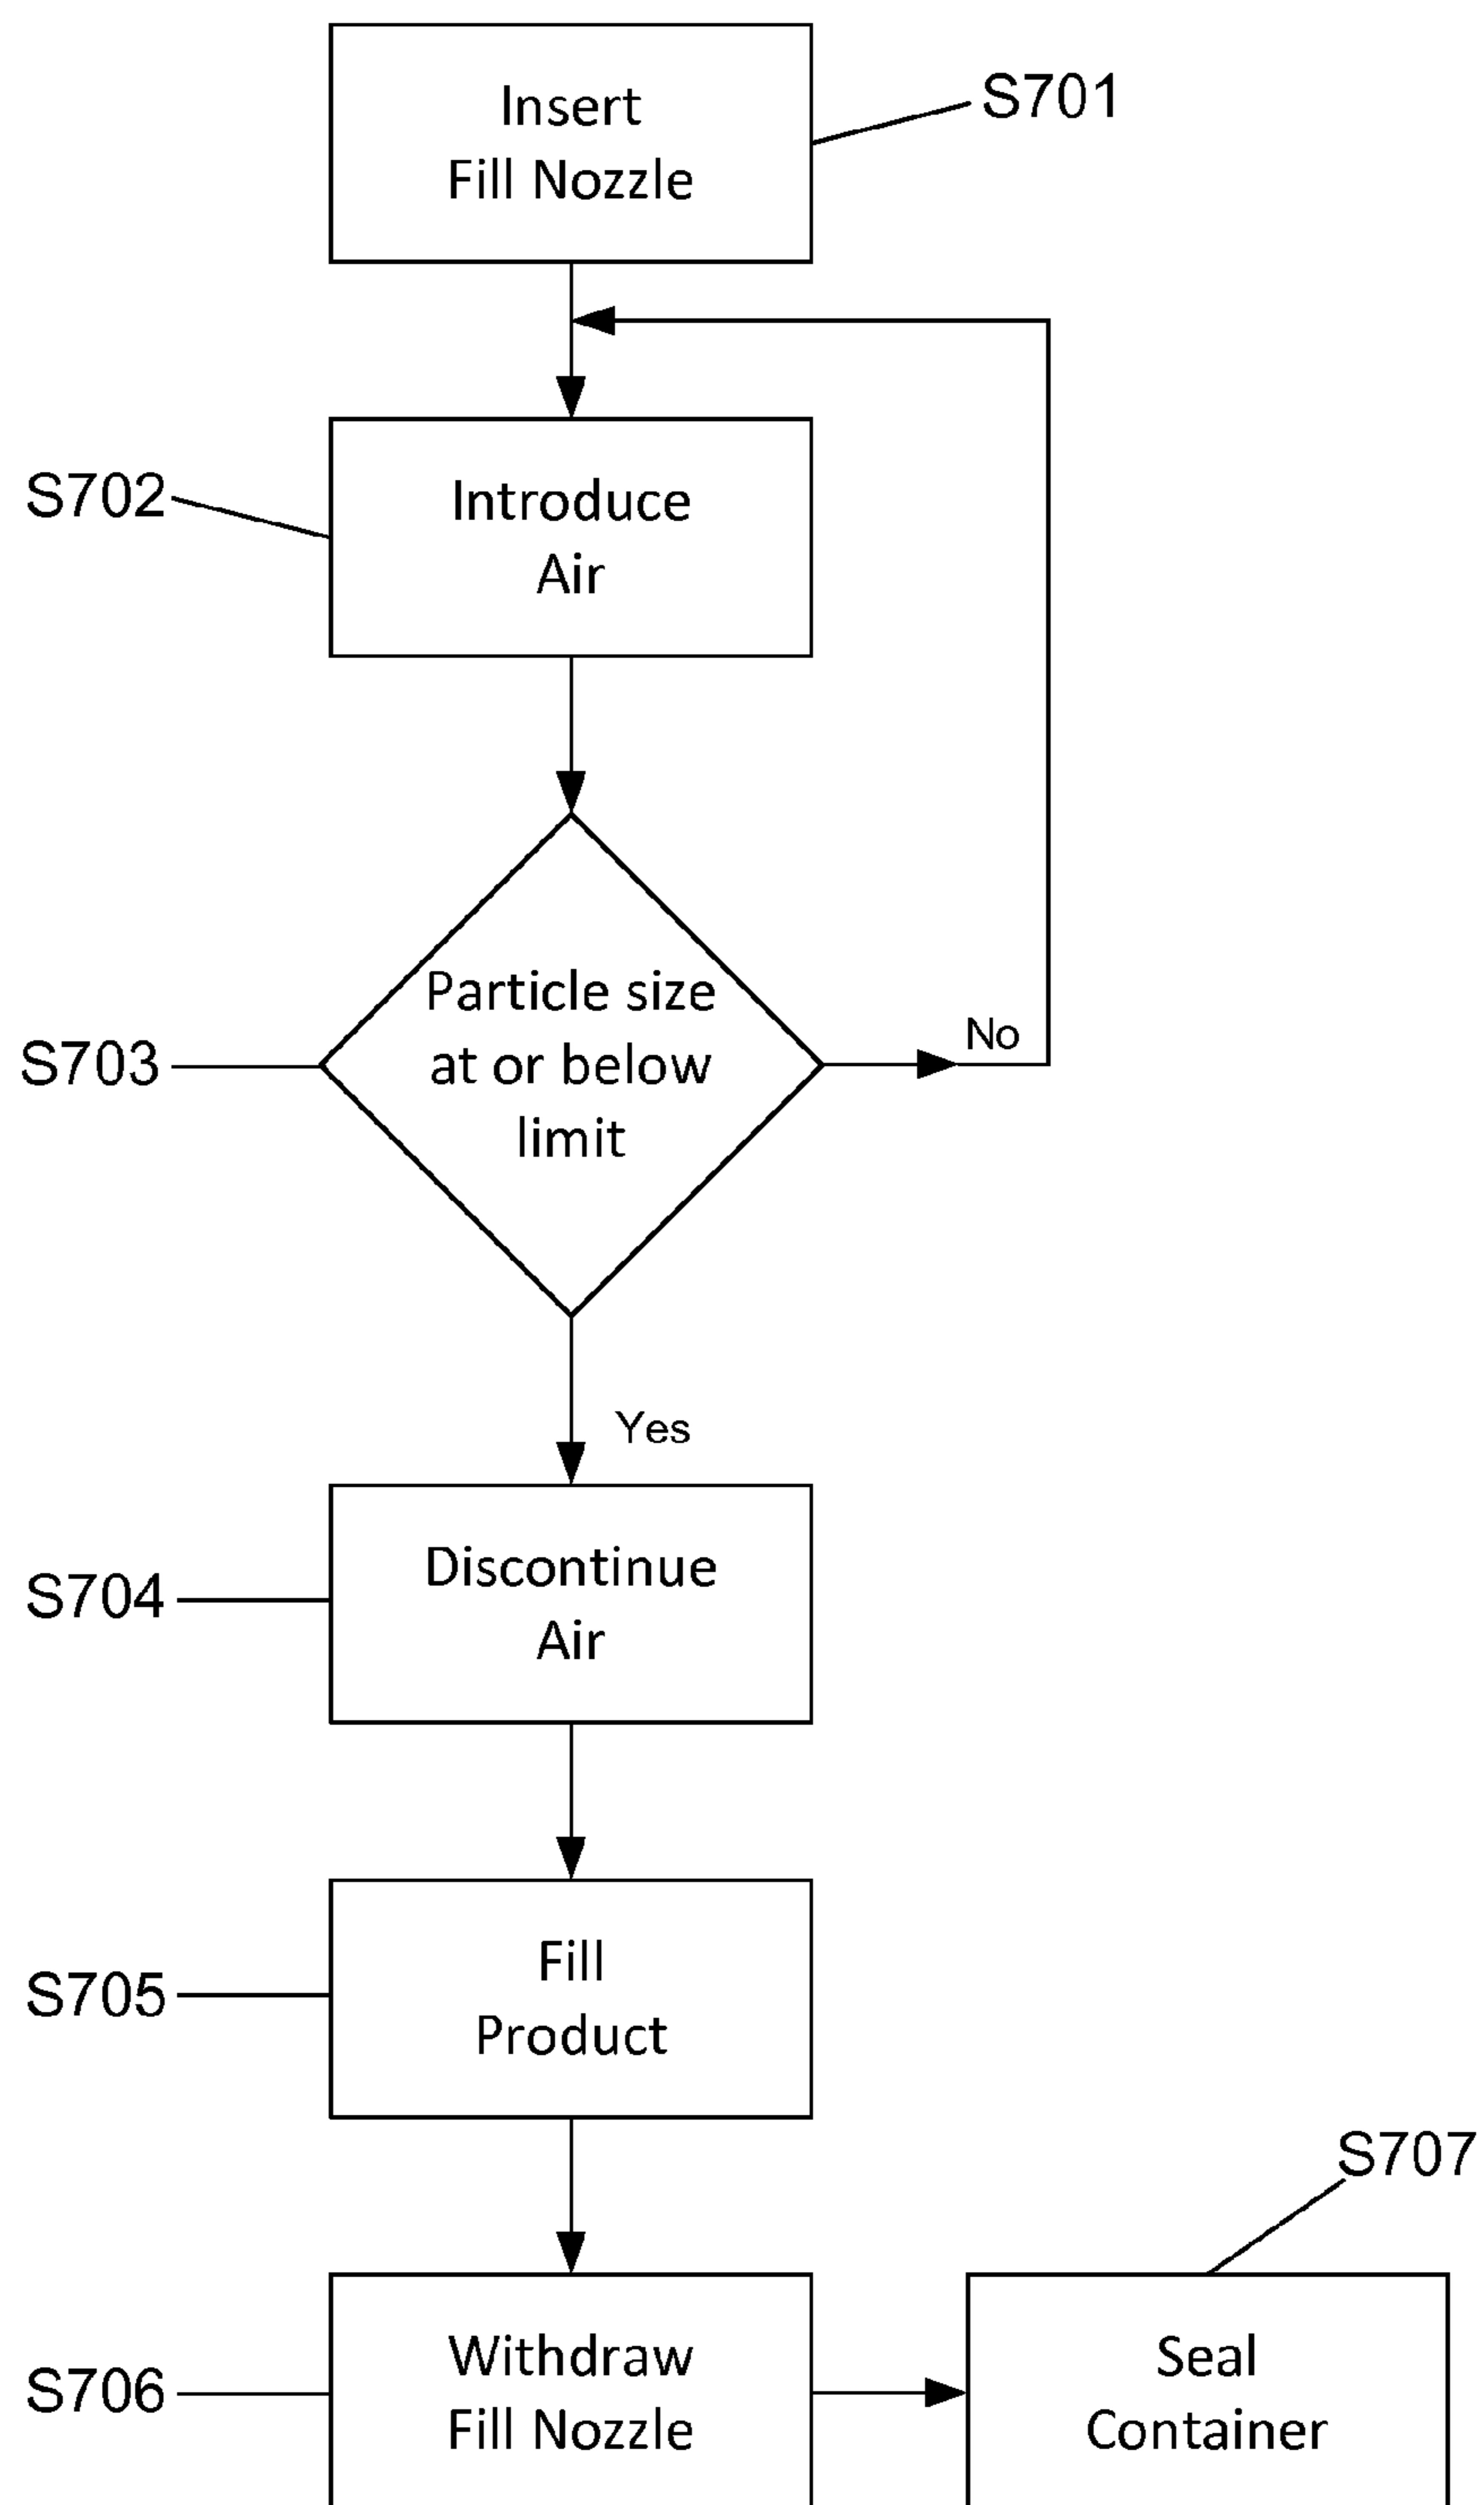 Insert
Fill Nozzle
S701
S702
Introduce
Air
Particle size
at or below
limit
S703
No
Yes
S704
Discontinue
Air
S705
Fill
Product
S707
S706
Withdraw
Fill Nozzle
Seal
Container